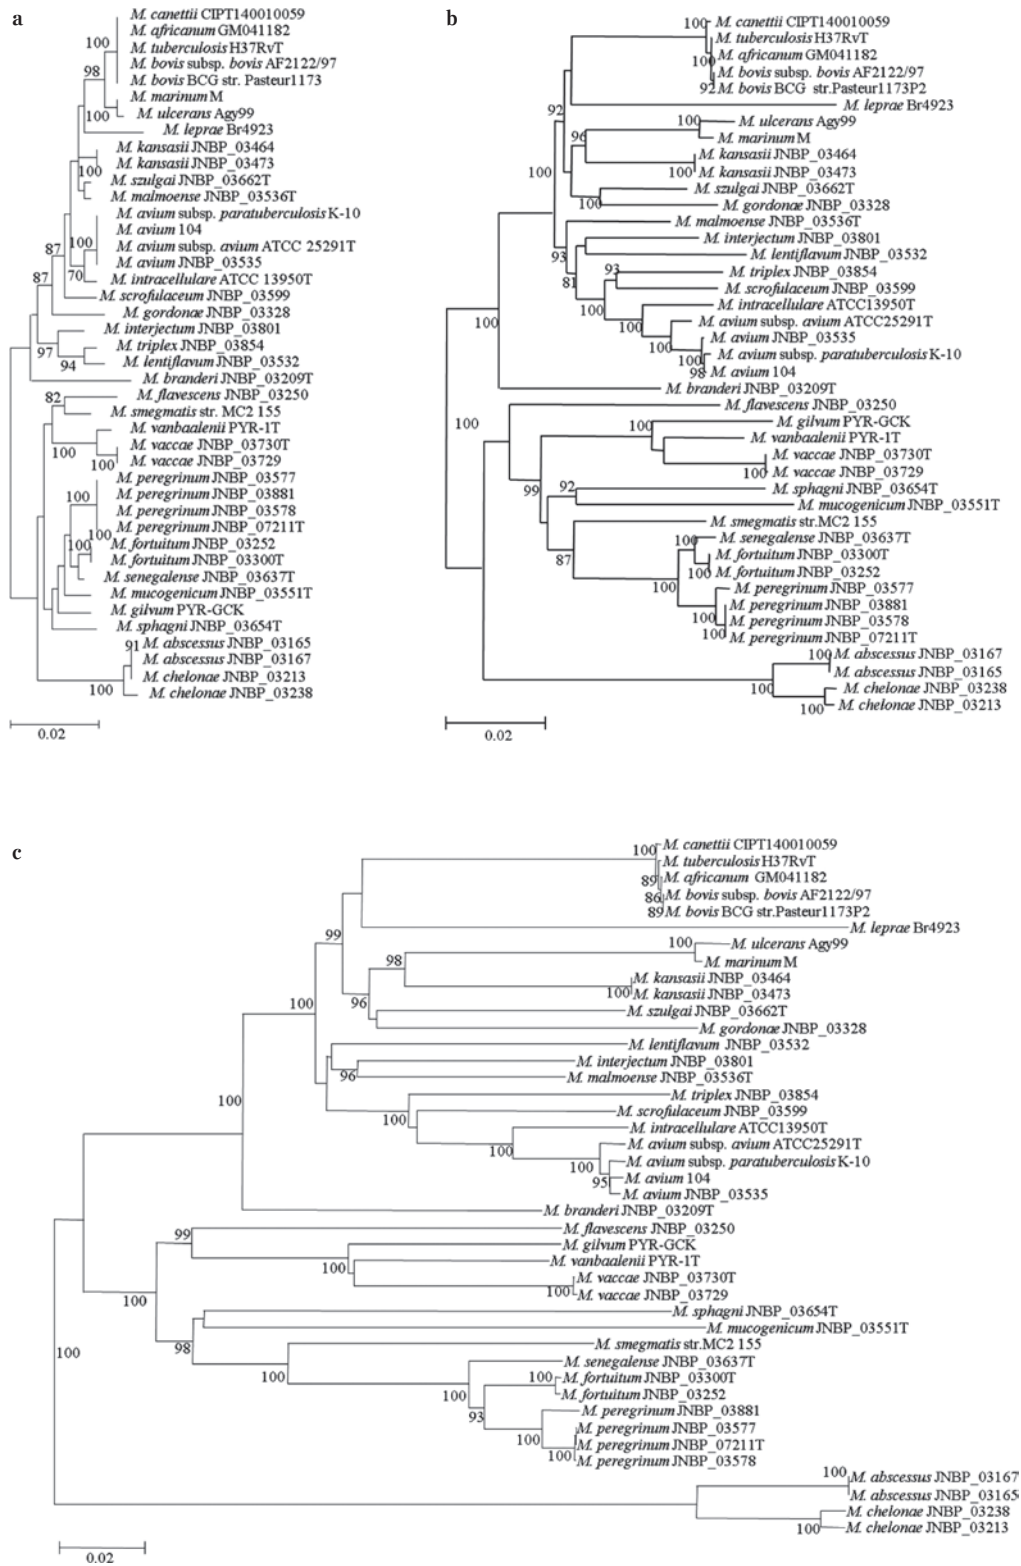 a
M. canettii CIPT140010059
M. africanum GM041182
100
M. tuberculosis H37RvT
M. bovis subsp. bovis AF2122/97
98
M. bovis BCG str. Pasteur1173
M. marinum M
100
M. ulcerans Agy99
M. leprae Br4923
M. kansasii JNBP_03464
100
M. kansasii JNBP_03473
M. szulgai JNBP_03662T
M. malmoense JNBP_03536T
M. avium subsp. paratuberculosis K-10
M. avium 104
100
M. avium subsp. avium ATCC 25291T
87
M. avium JNBP_03535
70
87
M. intracellulare ATCC 13950T
M. scrofulaceum JNBP_03599
M. gordonae JNBP_03328
M. interjectum JNBP_03801
97
M. triplex JNBP_03854
94
M. lentiflavum JNBP_03532
M. branderi JNBP_03209T
82
M. flavescens JNBP_03250
M. smegmatis str. MC2 155
M. vanbaalenii PYR-1T
100
M. vaccae JNBP_03730T
100
M. vaccae JNBP_03729
M. peregrinum JNBP_03577
100
M. peregrinum JNBP_03881
M. peregrinum JNBP_03578
M. peregrinum JNBP_07211T
100
100
M. fortuitum JNBP_03252
M. fortuitum JNBP_03300T
M. senegalense JNBP_03637T
M. mucogenicum JNBP_03551T
M. gilvum PYR-GCK
M. sphagni JNBP_03654T
91
M. abscessus JNBP_03165
M. abscessus JNBP_03167
M. chelonae JNBP_03213
100
M. chelonae JNBP_03238
0.02
b
M. canettii CIPT140010059
M. tuberculosis H37RvT
M. africanum GM041182
100
M. bovis subsp. bovis AF2122/97
92
M. bovis BCG str.Pasteur1173P2
M. leprae Br4923
92
100
M. ulcerans Agy99
96
M. marinum M
M. kansasii JNBP_03464
100
100
M. kansasii JNBP_03473
M. szulgai JNBP_03662T
100
M. gordonae JNBP_03328
M. malmoense JNBP_03536T
M. interjectum JNBP_03801
93
M. lentiflavum JNBP_03532
93
M. triplex JNBP_03854
81
M. scrofulaceum JNBP_03599
100
M. intracellulare ATCC13950T
100
100
M. avium subsp. avium ATCC25291T
M. avium JNBP_03535
100
M. avium subsp. paratuberculosis K-10
98
M. avium 104
M. branderi JNBP_03209T
M. flavescens JNBP_03250
100
100
M. gilvum PYR-GCK
M. vanbaalenii PYR-1T
M. vaccae JNBP_03730T
100
M. vaccae JNBP_03729
99
92
M. sphagni JNBP_03654T
M. mucogenicum JNBP_03551T
M. smegmatis str.MC2 155
100
M. senegalense JNBP_03637T
87
M. fortuitum JNBP_03300T
100
M. fortuitum JNBP_03252
100
M. peregrinum JNBP_03577
M. peregrinum JNBP_03881
M. peregrinum JNBP_03578
100
M. peregrinum JNBP_07211T
100
M. abscessus JNBP_03167
M. abscessus JNBP_03165
100
M. chelonae JNBP_03238
100
M. chelonae JNBP_03213
0.02
c
100
M. canettii CIPT140010059
M. tuberculosis H37RvT
89
M. africanum GM041182
86
M. bovis subsp. bovis AF2122/97
89
M. bovis BCG str.Pasteur1173P2
M. leprae Br4923
99
100
M. ulcerans Agy99
98
M. marinum M
M. kansasii JNBP_03464
100
M. kansasii JNBP_03473
100
96
M. szulgai JNBP_03662T
M. gordonae JNBP_03328
M. lentiflavum JNBP_03532
M. interjectum JNBP_03801
96
M. malmoense JNBP_03536T
M. triplex JNBP_03854
100
100
M. scrofulaceum JNBP_03599
M. intracellulare ATCC13950T
100
M. avium subsp. avium ATCC25291T
100
M. avium subsp. paratuberculosis K-10
95
M. avium 104
M. avium JNBP_03535
M. branderi JNBP_03209T
99
M. flavescens JNBP_03250
M. gilvum PYR-GCK
100
M. vanbaalenii PYR-1T
M. vaccae JNBP_03730T
100
M. vaccae JNBP_03729
100
M. sphagni JNBP_03654T
M. mucogenicum JNBP_03551T
98
100
M. smegmatis str.MC2 155
M. senegalense JNBP_03637T
100
100
M. fortuitum JNBP_03300T
100
M. fortuitum JNBP_03252
93
M. peregrinum JNBP_03881
M. peregrinum JNBP_03577
100
M. peregrinum JNBP_07211T
100
M. peregrinum JNBP_03578
100
M. abscessus JNBP_03167
M. abscessus JNBP_03165
M. chelonae JNBP_03238
100
M. chelonae JNBP_03213
0.02